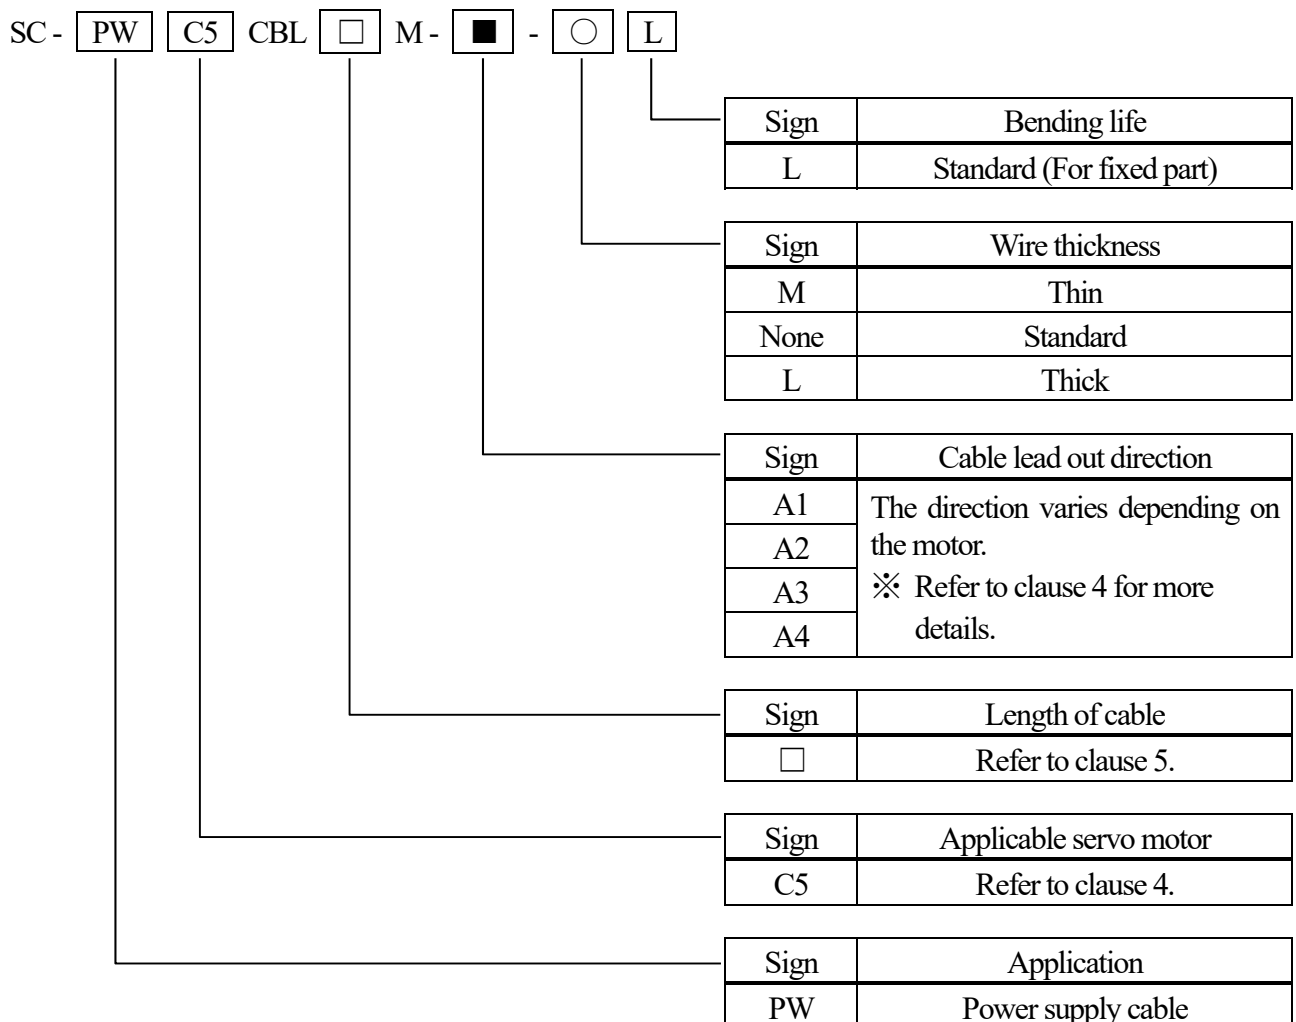 SC - PW C5 CBL □ M - ■ - ○ L
Sign Bending life
L Standard (For fixed part)
Sign Wire thickness
M Thin
None Standard
L Thick
Sign Cable lead out direction
A1 The direction varies depending on
A2 the motor.
A3 ※ Refer to clause 4 for more
A4 details.
Sign Length of cable
□ Refer to clause 5.
Sign Applicable servo motor
C5 Refer to clause 4.
Sign Application
PW Power supply cable